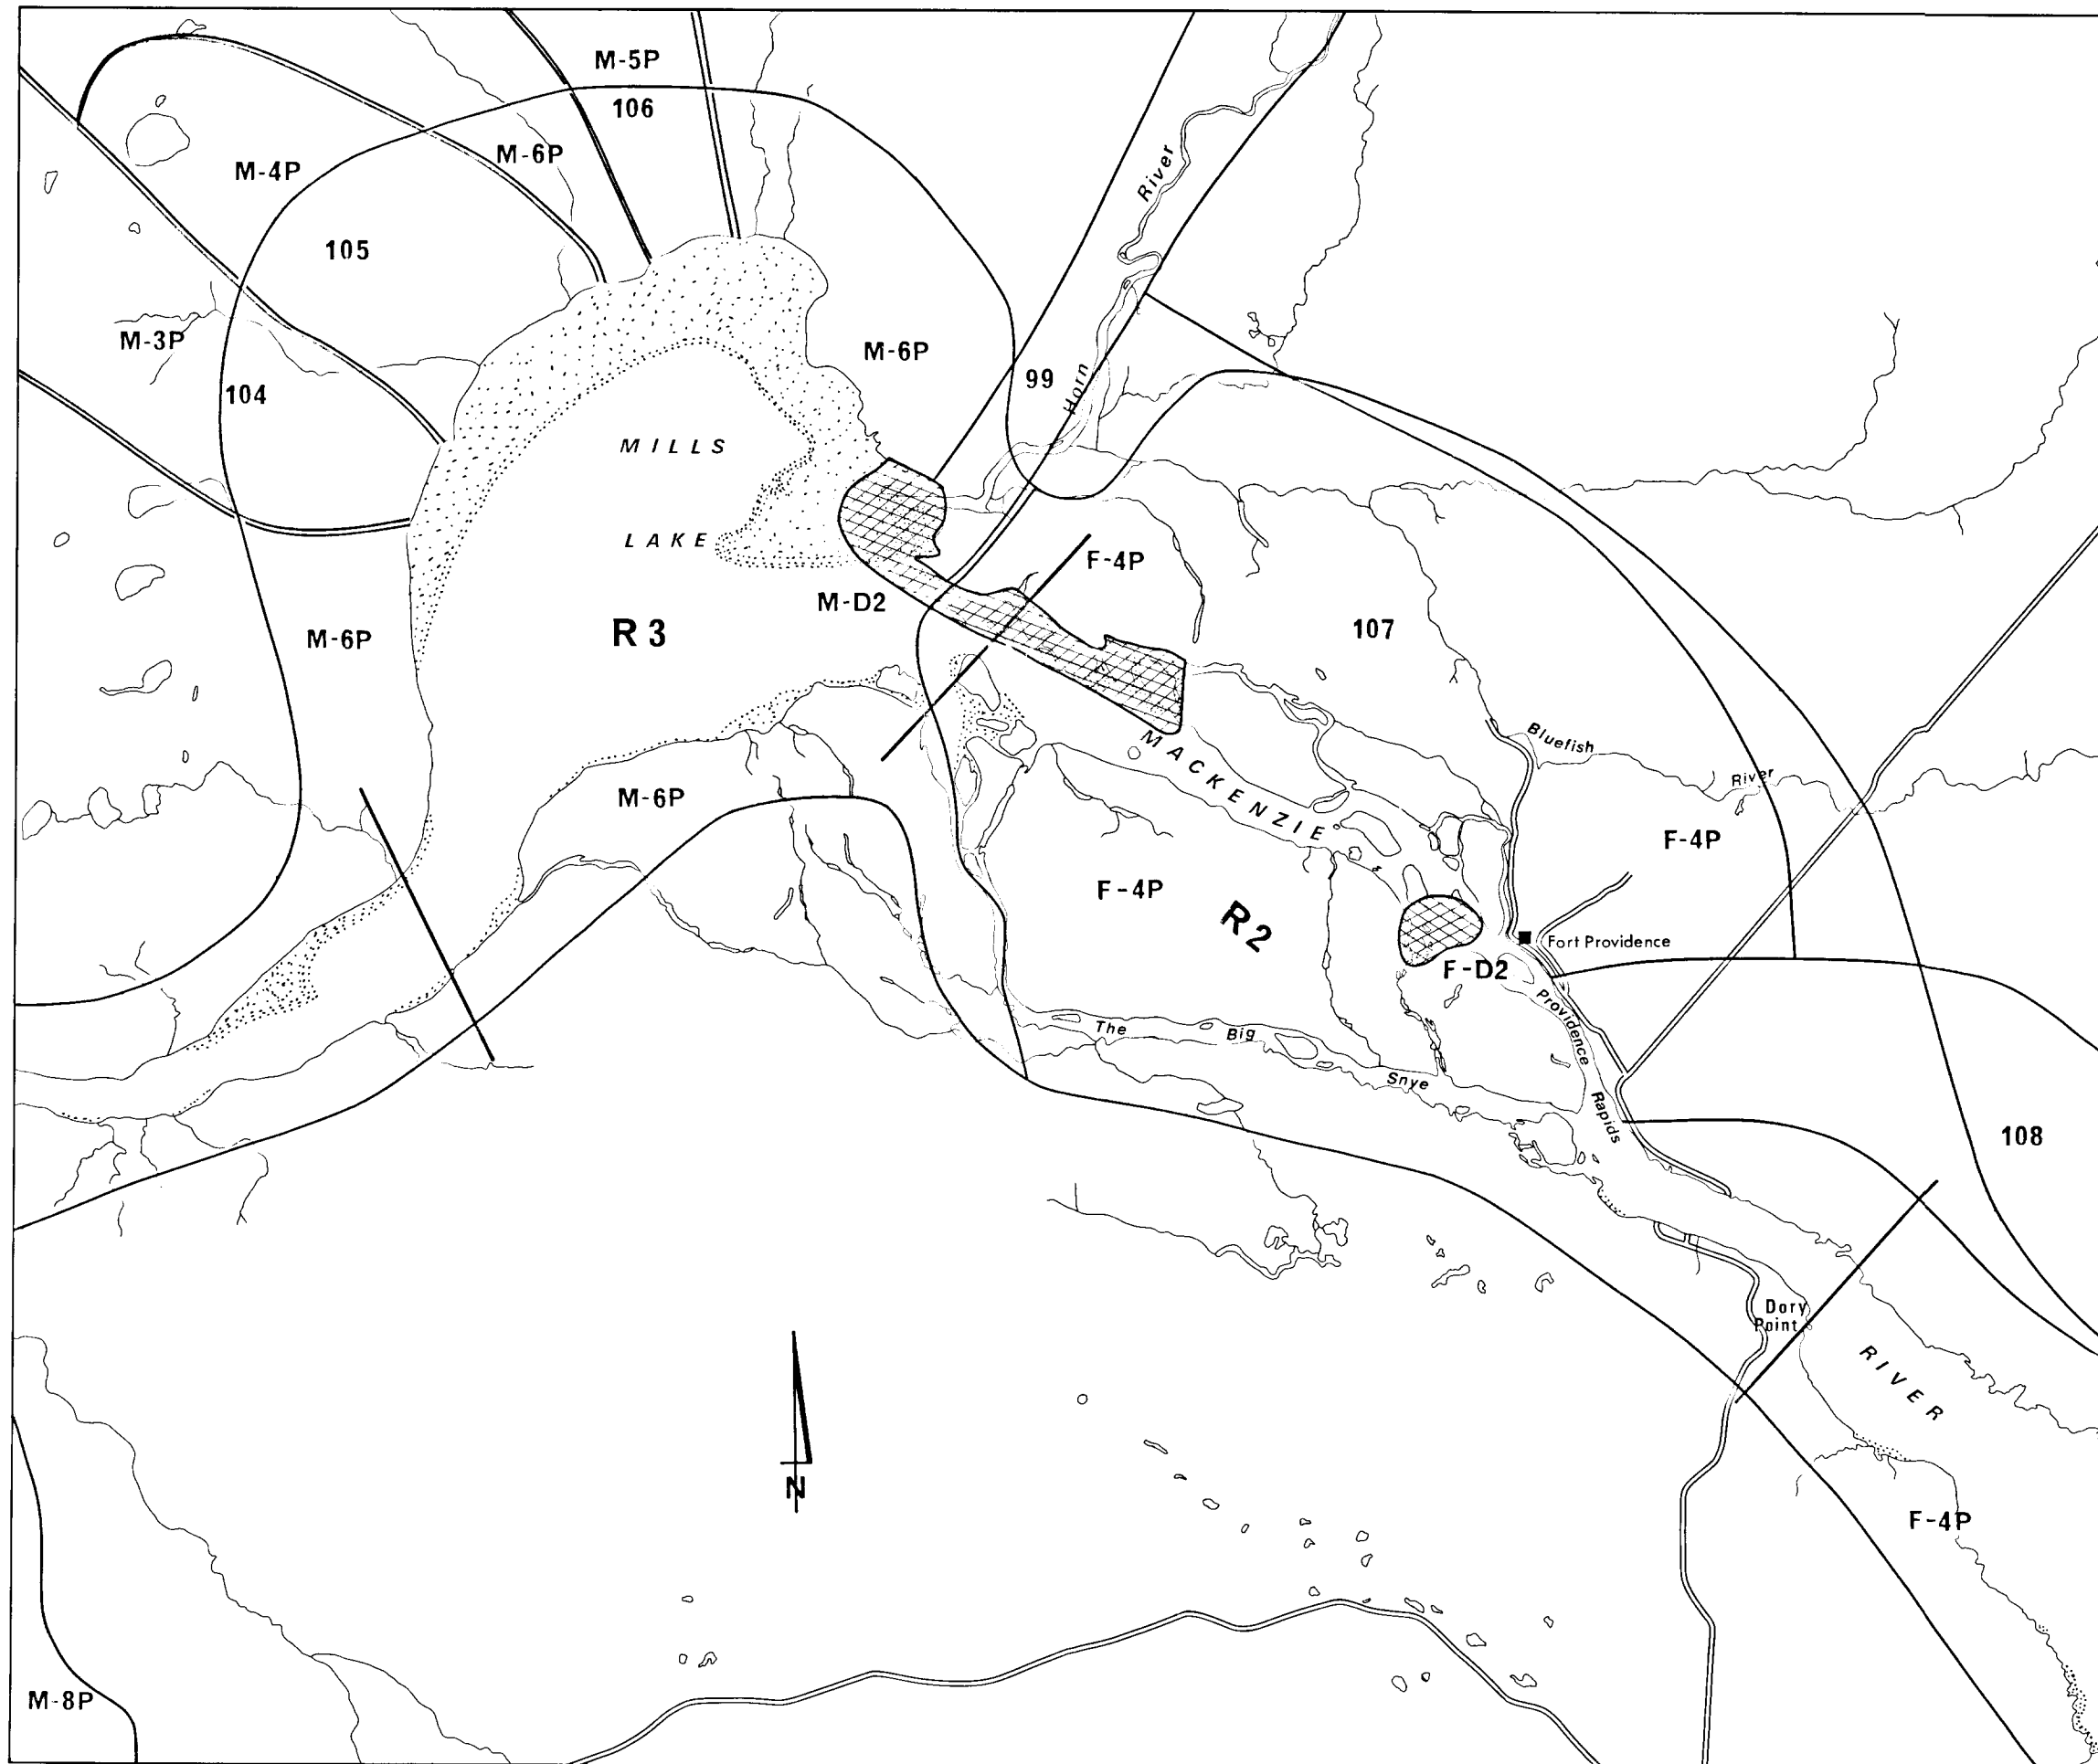 M-5P
106
M-6P
M-4P
105
River
M-3P
M-6P
99
Horn
104
MILLS
LAKE
F-4P
M-D2
107
R3
M-6P
MACKENZIE
Bluefish
River
M-6P
F-4P
F-4P
R2
Fort Providence
F-D2
Providence
Rapids
The Big Snye
108
Dory
Point
RIVER
N
F-4P
M-8P